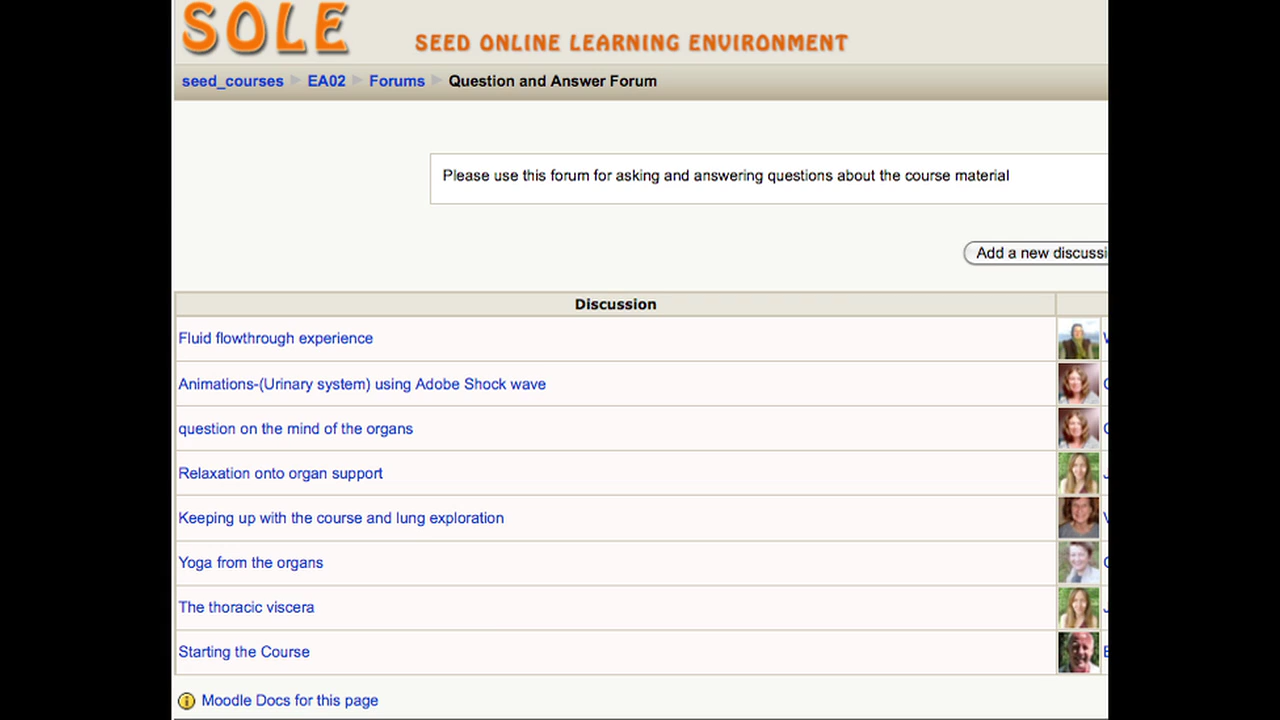 SOLE
SEED ONLINE LEARNING ENVIRONMENT
seed_courses EA02 Forums Question and Answer Forum
Please use this forum for asking and answering questions about the course material
Add a new discussi
Discussion
Fluid flowthrough experience
Animations-(Urinary system) using Adobe Shock wave
question on the mind of the organs
Relaxation onto organ support
Keeping up with the course and lung exploration
Yoga from the organs
The thoracic viscera
Starting the Course
Moodle Docs for this page